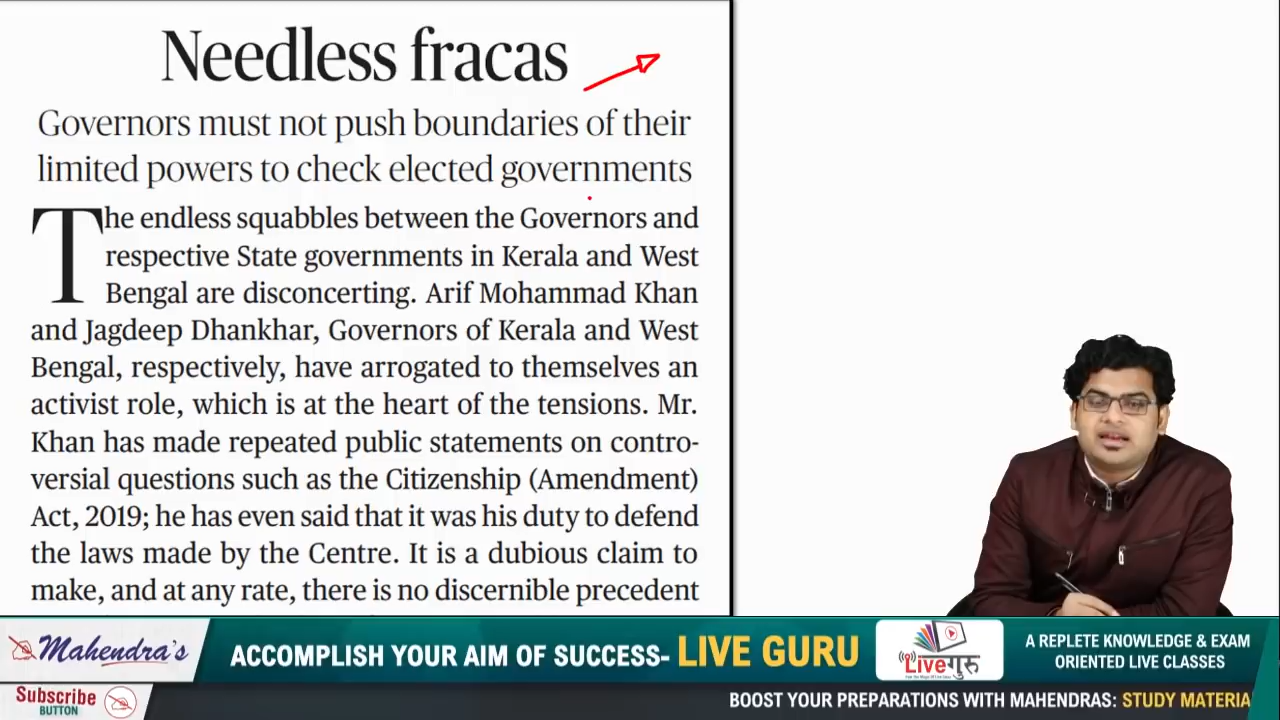 Needless fracas
Governors must not push boundaries of their
limited powers to check elected governments
The endless squabbles between the Governors and
respective State governments in Kerala and West
Bengal are disconcerting. Arif Mohammad Khan
and Jagdeep Dhankhar, Governors of Kerala and West
Bengal, respectively, have arrogated to themselves an
activist role, which is at the heart of the tensions. Mr.
Khan has made repeated public statements on contro-
versial questions such as the Citizenship (Amendment)
Act, 2019; he has even said that it was his duty to defend
the laws made by the Centre. It is a dubious claim to
make, and at any rate, there is no discernible precedent
Mahendra's
ACCOMPLISH YOUR AIM OF SUCCESS- LIVE GURU
Liveगुरु
A REPLETE KNOWLEDGE & EXAM
ORIENTED LIVE CLASSES
Subscribe
BUTTON
BOOST YOUR PREPARATIONS WITH MAHENDRAS: STUDY MATERIA